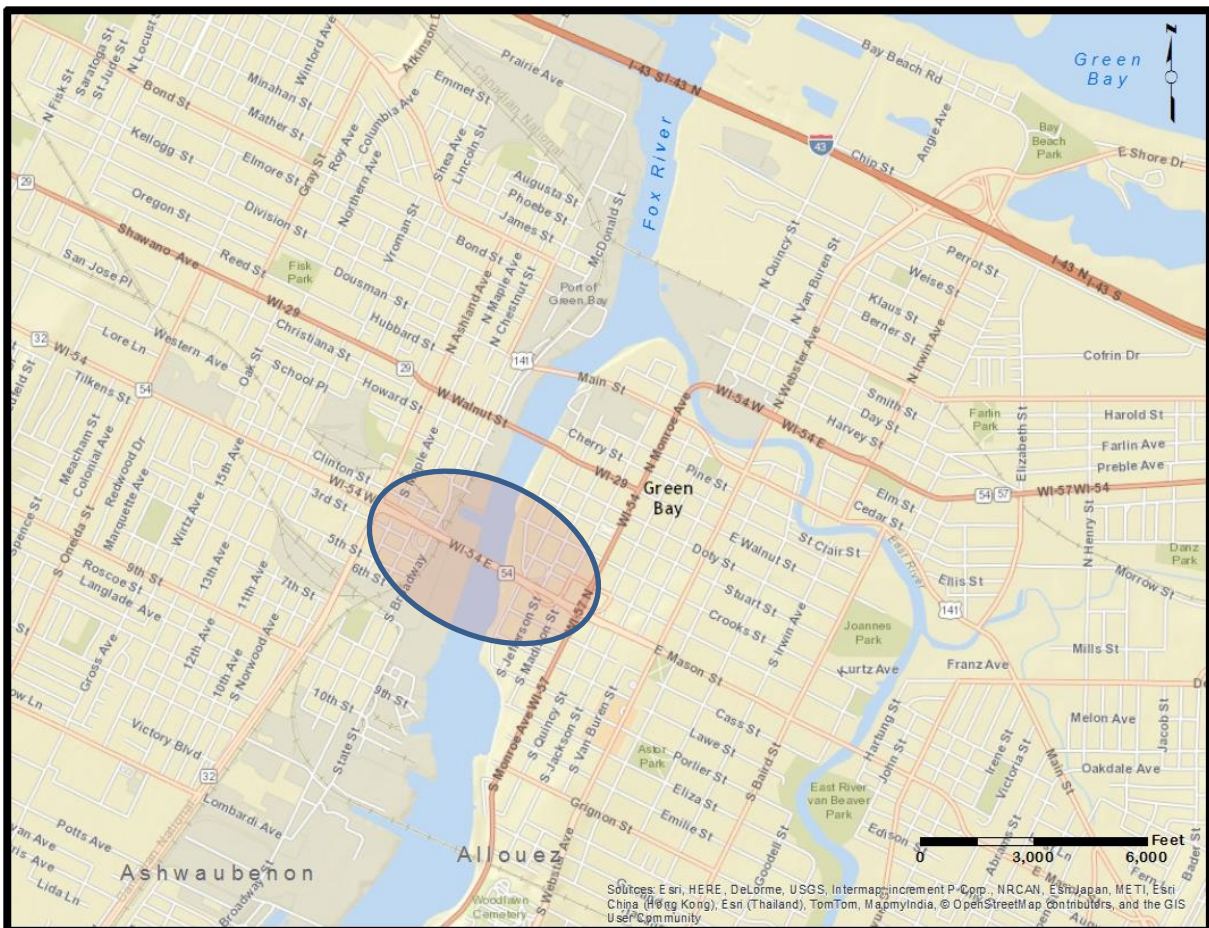 Saratoga St
St Jude St
N Locust St
N Fisk St
Winford Ave
Minahan St
Mather St
Bond St
Kellogg St
Elmore St
Gray St
Roy Ave
Columbia Ave
Northern Ave
Oregon St
Division St
Vroman St
Emmet St
Shea Ave
Lincoln St
Prairie Ave
Canadian National
Augusta St
Phoebe St
James St
McDonald St
Bond St
I-43 S
I-43 N
Fox River
Bay Beach Rd
Green
Bay
N
Angie Ave
Bay
Beach
Park
E Shore Dr
43
Chip St
29
Shawano Ave
San Jose Pl
Reed St
Fisk
Park
Dousman St
Hubbard St
WI-29
Christiana St
N Ashland Ave
N Maple Ave
N Chestnut St
Port of
Green Bay
N Quincy St
N Van Buren St
Perrot St
Weise St
Klaus St
Berner St
I-43 N
I-43 S
N Webster Ave
N Irwin Ave
Cofrin Dr
32
WI-54
Lore Ln
Western Ave
Tilkens St
54
Oak St
School Pl
Howard St
29
141
W Walnut St
Main St
WI-54 W
Smith St
Day St
Harvey St
WI-54 E
Farlin
Park
Elizabeth St
Harold St
Farlin Ave
Preble Ave
Meacham St
Colonial Ave
Redwood Dr
Marquette Ave
15th Ave
Wirtz Ave
Clinton St
WI-54 W
3rd St
S Maple Ave
Cherry St
WI-29
N Monroe Ave
WI-54
Pine St
Green
Bay
54
57
WI-57
WI-54
Elm St
Cedar St
St Clair St
East River
N Henry St
Danz
Park
Spence St
S Oneida St
9th St
Roscoe St
Langlade Ave
13th Ave
11th Ave
7th St
5th St
6th St
S Broadway
WI-54 E
54
Doty St
E Walnut St
Stuart St
Crooks St
S Irwin Ave
Ellis St
141
Morrow St
Joannes
Park
Gross Ave
12th Ave
10th Ave
S Norwood Ave
S Jefferson St
S Madison St
WI-57 N
E Mason St
Kurtz Ave
Franz Ave
Mills St
Victory Blvd
10th St
9th St
State St
32
Lombardi Ave
S Monroe Ave
WI-57
S Quincy St
S Jackson St
S Van Buren St
Cass St
Lawe St
Porlier St
Astor
Park
Eliza St
Emilie St
S Baird St
Hartung St
John St
Irene St
Victoria St
Melon Ave
Jacob St
Main St
Oakdale Ave
East River
van Beaver
Park
Grignon St
Potts Ave
Lida Ln
Ashwaubenon
Broadway
Allouez
Woodlawn
Cemetery
S Webster Ave
Goodell St
Edison St
Abrams St
Fern Ln
Bader St
Feet
0
3,000
6,000
Sources: Esri, HERE, DeLorme, USGS, Intermap, increment P Corp., NRCAN, Esri Japan, METI, Esri
China (Hong Kong), Esri (Thailand), TomTom, MapmyIndia, © OpenStreetMap contributors, and the GIS
User Community